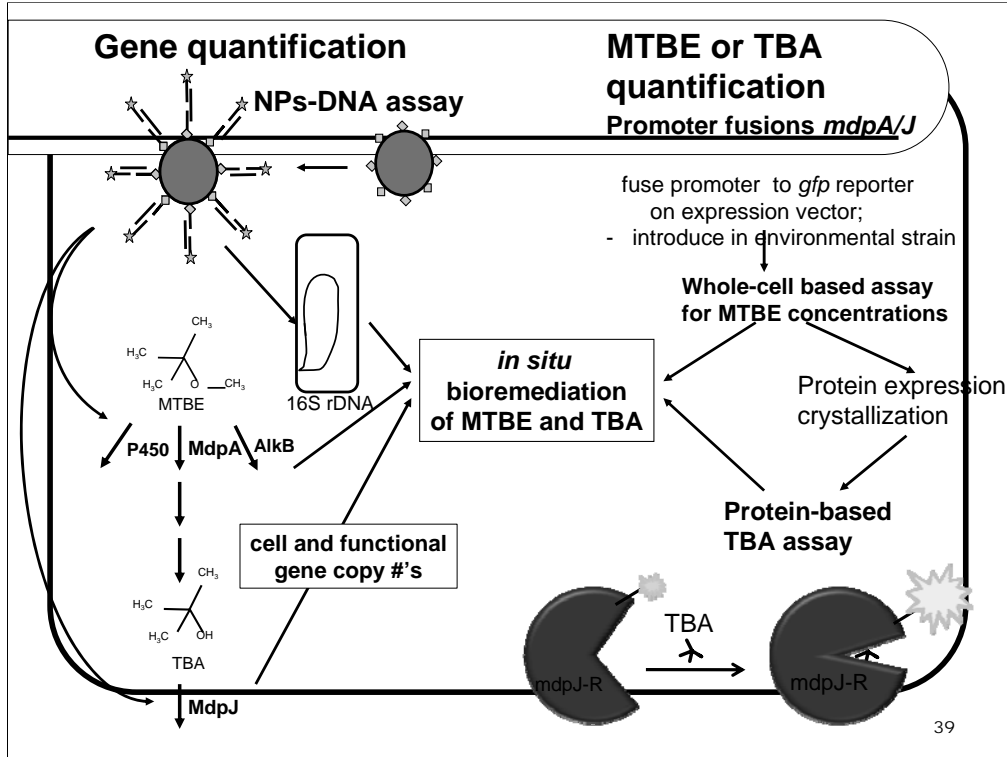 Gene quantification
NPs-DNA assay
MTBE or TBA
quantification
Promoter fusions mdpA/J
fuse promoter to gfp reporter
on expression vector;
- introduce in environmental strain
Whole-cell based assay
for MTBE concentrations
Protein expression
crystallization
Protein-based
TBA assay
in situ
bioremediation
of MTBE and TBA
16S rDNA
CH3
H3C
H3C
O
CH3
MTBE
P450
MdpA
AlkB
cell and functional
gene copy #'s
CH3
H3C
H3C
OH
TBA
MdpJ
mdpJ-R
TBA
mdpJ-R
39